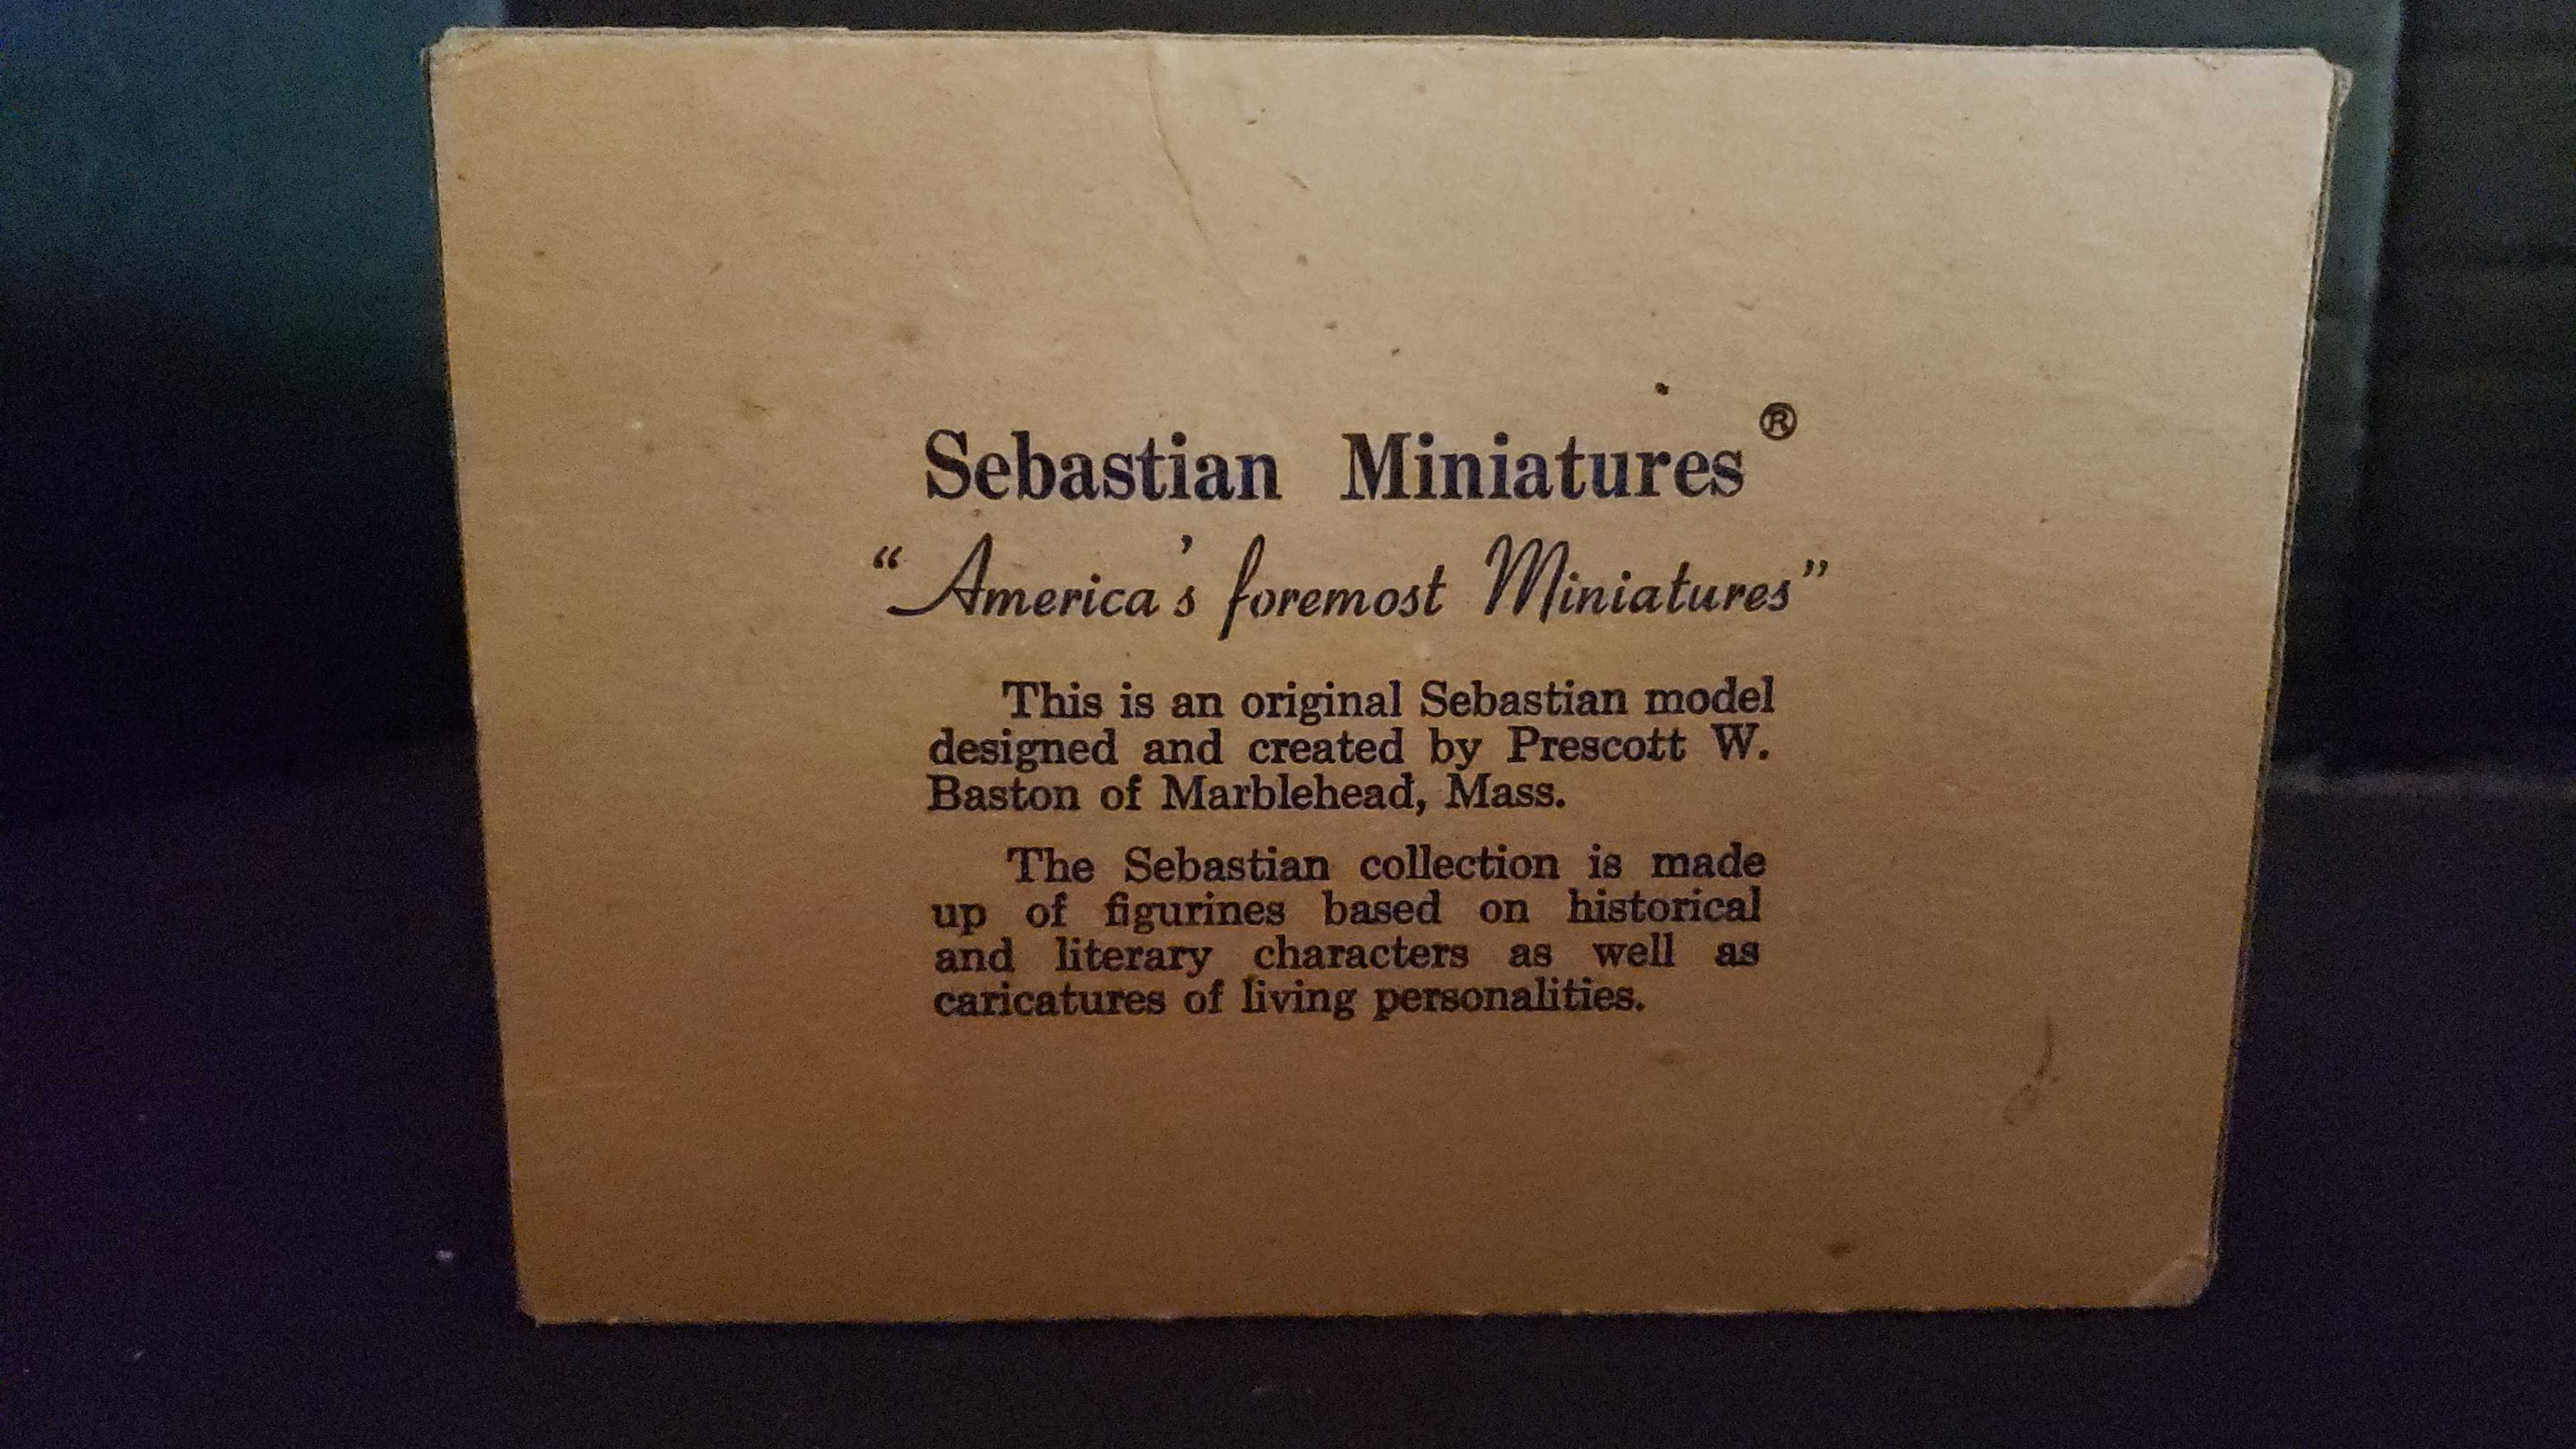 Sebastian Miniatures®
“America's foremost Miniatures”
This is an original Sebastian model
designed and created by Prescott W.
Baston of Marblehead, Mass.
The Sebastian collection is made
up of figurines based on historical
and literary characters as well as
caricatures of living personalities.